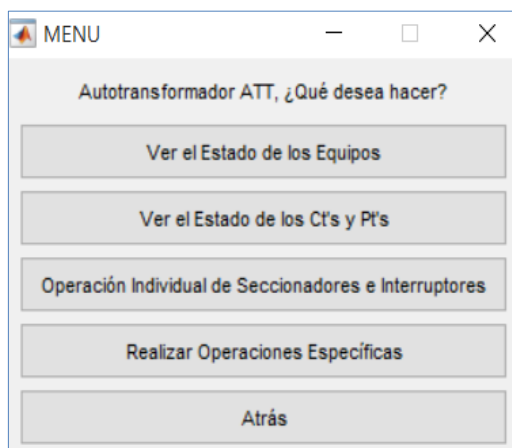 MENU
Autotransformador ATT, ¿Qué desea hacer?
Ver el Estado de los Equipos
Ver el Estado de los Ct's y Pt's
Operación Individual de Seccionadores e Interruptores
Realizar Operaciones Específicas
Atrás